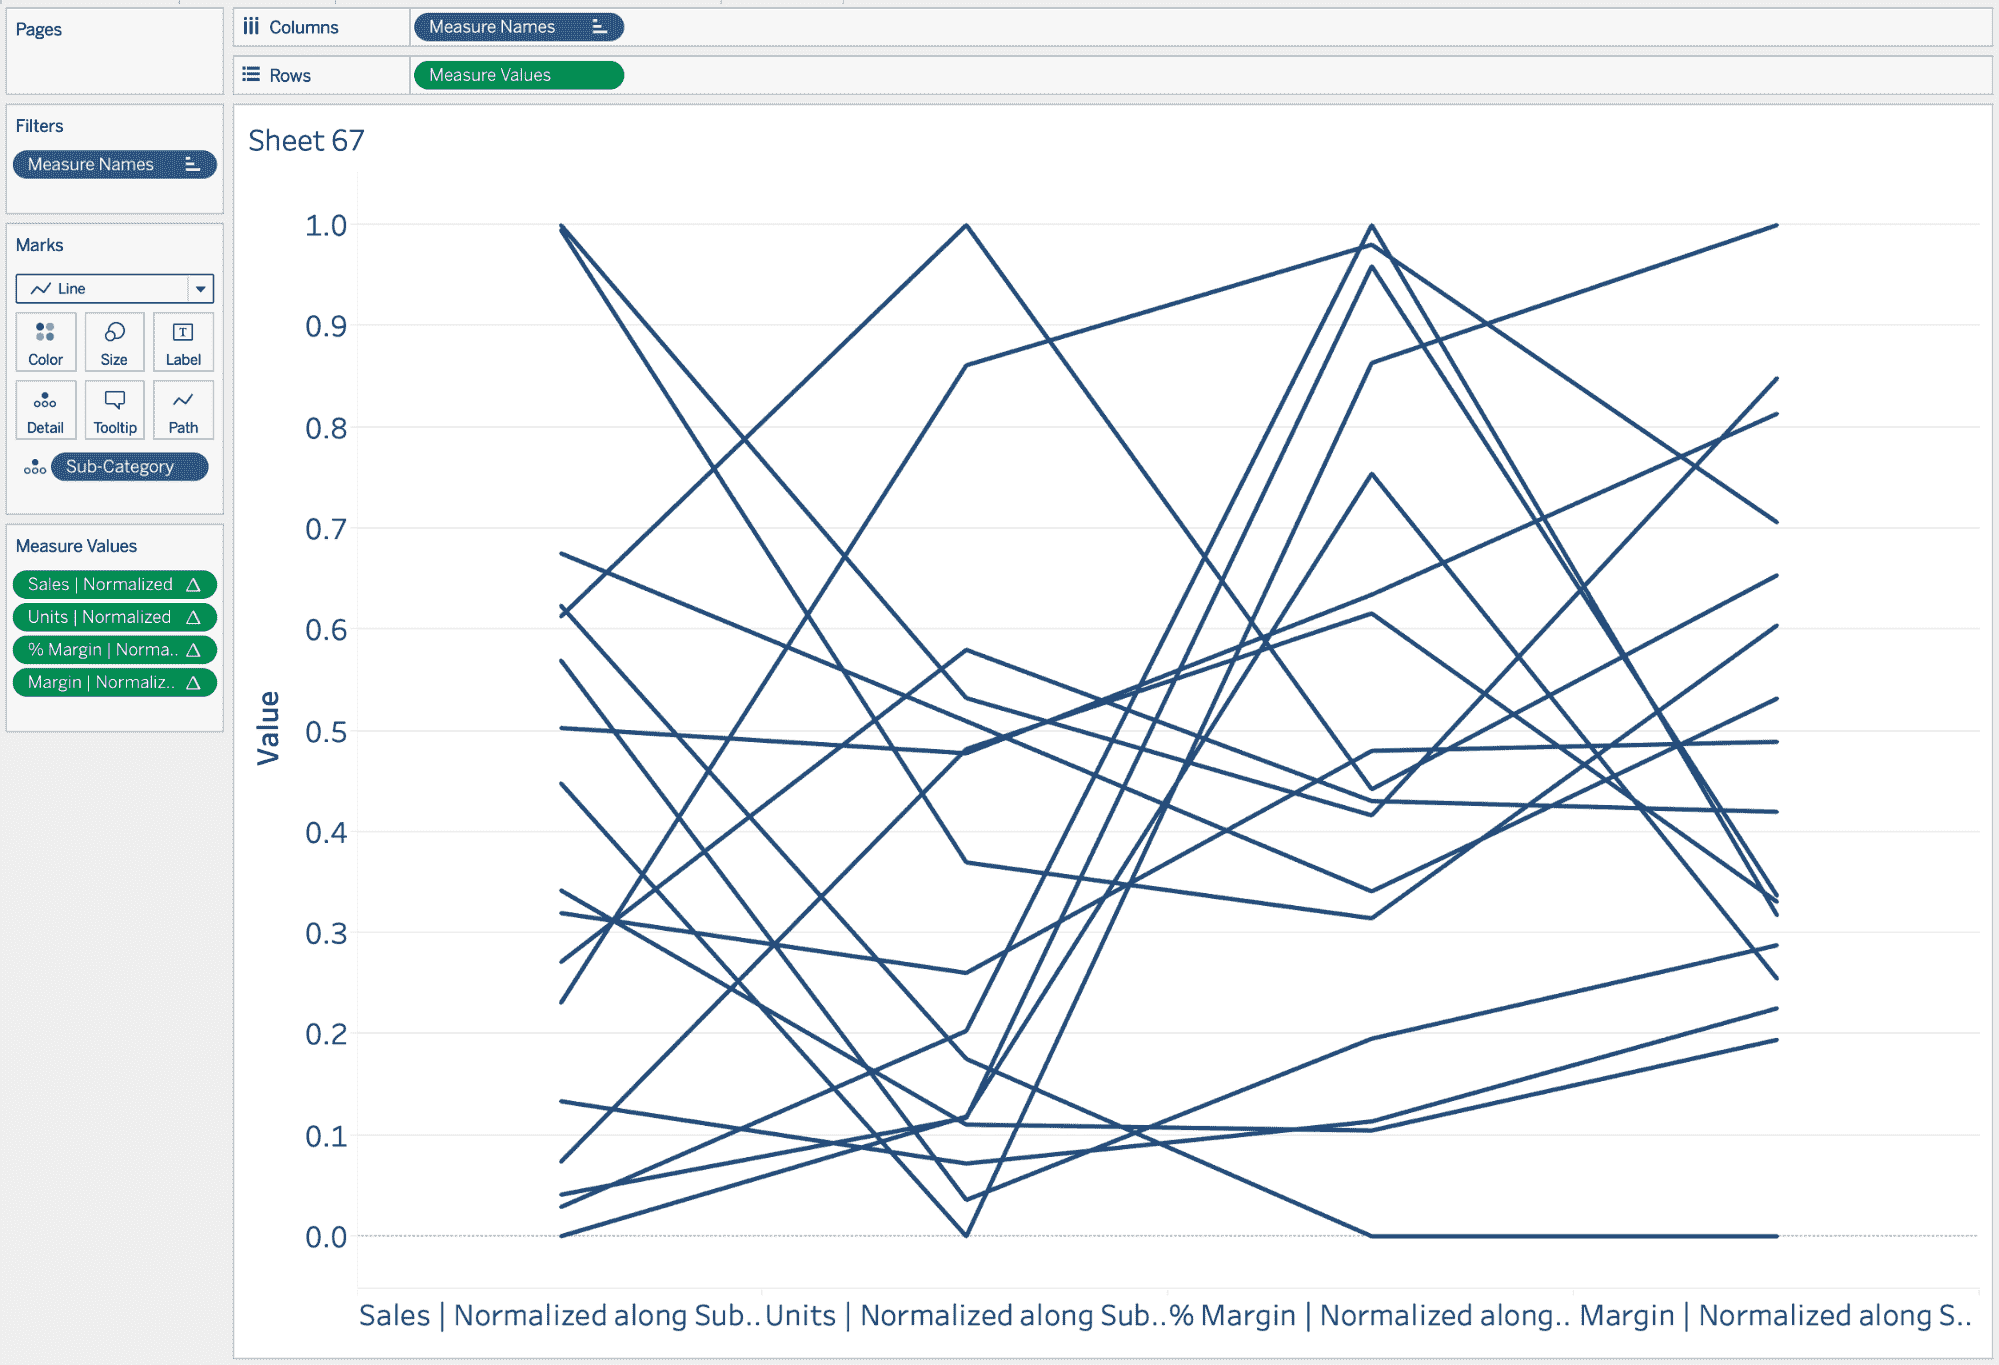 Pages
Columns
Measure Names
Rows
Measure Values
Filters
Measure Names
Marks
Line
Color
Size
Label
Detail
Tooltip
Path
Sub-Category
Measure Values
Sales | Normalized
Units | Normalized
% Margin | Norma..
Margin | Normaliz..
Sheet 67
Value
1.0
0.9
0.8
0.7
0.6
0.5
0.4
0.3
0.2
0.1
0.0
Sales | Normalized along Sub..
Units | Normalized along Sub..
% Margin | Normalized along..
Margin | Normalized along S..